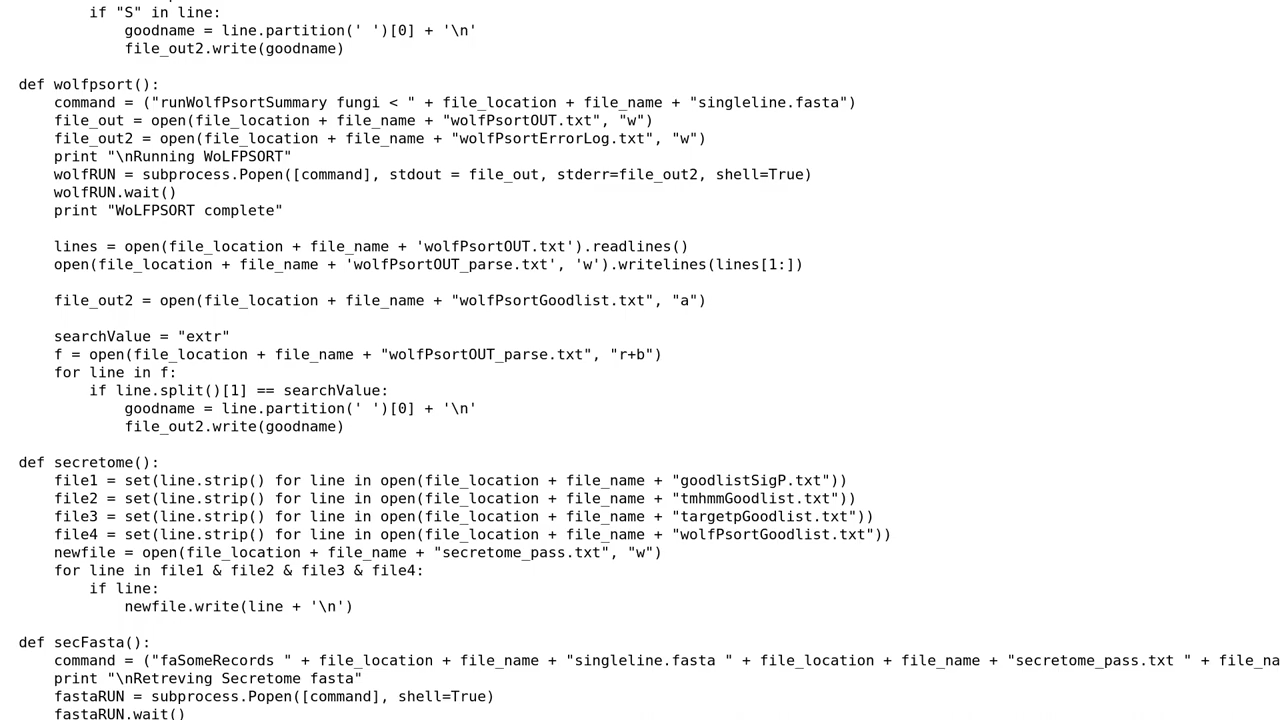 if "S" in line:
goodname = line.partition(' ')[0] + '\n'
file_out2.write(goodname)
def wolfpsort():
command = ("runWolfPsortSummary fungi < " + file_location + file_name + "singleline.fasta")
file_out = open(file_location + file_name + "wolfPsortOUT.txt", "w")
file_out2 = open(file_location + file_name + "wolfPsortErrorLog.txt", "w")
print "\nRunning WoLFPSORT"
wolfRUN = subprocess.Popen([command], stdout = file_out, stderr=file_out2, shell=True)
wolfRUN.wait()
print "WoLFPSORT complete"
lines = open(file_location + file_name + 'wolfPsortOUT.txt').readlines()
open(file_location + file_name + 'wolfPsortOUT_parse.txt', 'w').writelines(lines[1:])
file_out2 = open(file_location + file_name + "wolfPsortGoodlist.txt", "a")
searchValue = "extr"
f = open(file_location + file_name + "wolfPsortOUT_parse.txt", "r+b")
for line in f:
if line.split()[1] == searchValue:
goodname = line.partition(' ')[0] + '\n'
file_out2.write(goodname)
def secretome():
file1 = set(line.strip() for line in open(file_location + file_name + "goodlistSigP.txt"))
file2 = set(line.strip() for line in open(file_location + file_name + "tmhmmGoodlist.txt"))
file3 = set(line.strip() for line in open(file_location + file_name + "targetpGoodlist.txt"))
file4 = set(line.strip() for line in open(file_location + file_name + "wolfPsortGoodlist.txt"))
newfile = open(file_location + file_name + "secretome_pass.txt", "w")
for line in file1 & file2 & file3 & file4:
if line:
newfile.write(line + '\n')
def secFasta():
command = ("faSomeRecords " + file_location + file_name + "singleline.fasta " + file_location + file_name + "secretome_pass.txt " + file_na
print "\nRetreving Secretome fasta"
fastaRUN = subprocess.Popen([command], shell=True)
fastaRUN.wait()